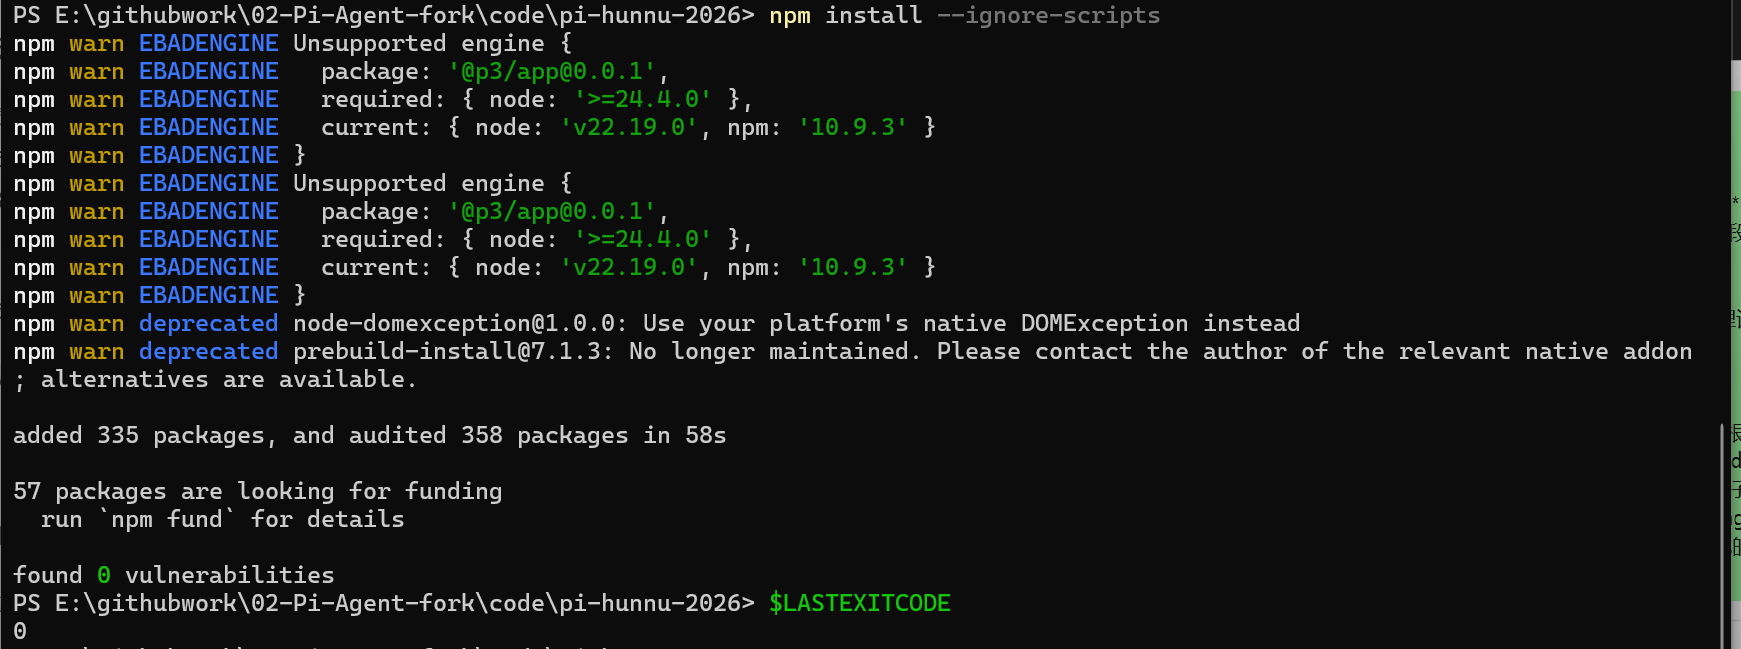 PS E:\githubwork\02-Pi-Agent-fork\code\pi-hunnu-2026> npm install --ignore-scripts
npm warn EBADENGINE Unsupported engine {
npm warn EBADENGINE   package: '@p3/app@0.0.1',
npm warn EBADENGINE   required: { node: '>=24.4.0' },
npm warn EBADENGINE   current: { node: 'v22.19.0', npm: '10.9.3' }
npm warn EBADENGINE }
npm warn EBADENGINE Unsupported engine {
npm warn EBADENGINE   package: '@p3/app@0.0.1',
npm warn EBADENGINE   required: { node: '>=24.4.0' },
npm warn EBADENGINE   current: { node: 'v22.19.0', npm: '10.9.3' }
npm warn EBADENGINE }
npm warn deprecated node-domexception@1.0.0: Use your platform's native DOMException instead
npm warn deprecated prebuild-install@7.1.3: No longer maintained. Please contact the author of the relevant native addon
; alternatives are available.
added 335 packages, and audited 358 packages in 58s
57 packages are looking for funding
  run `npm fund` for details
found 0 vulnerabilities
PS E:\githubwork\02-Pi-Agent-fork\code\pi-hunnu-2026> $LASTEXITCODE
0